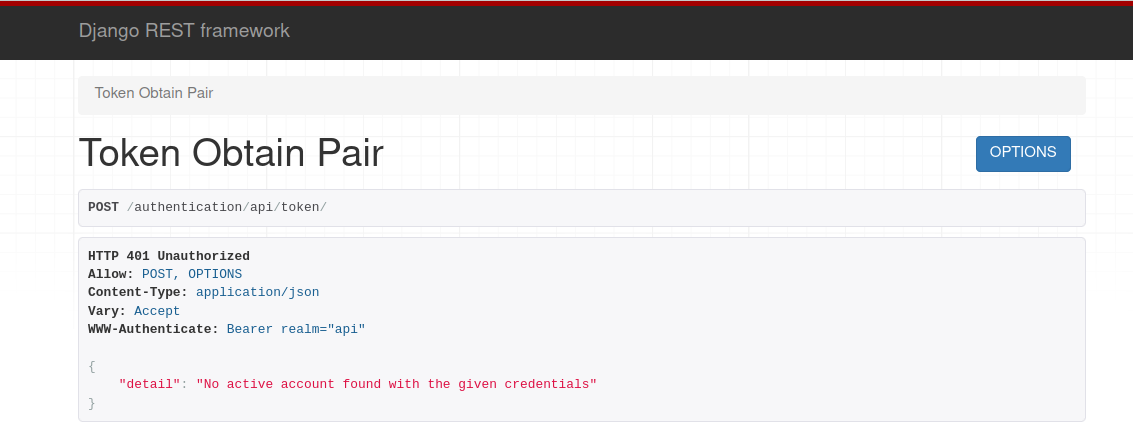 Django REST framework
Token Obtain Pair
Token Obtain Pair
OPTIONS
POST /authentication/api/token/
HTTP 401 Unauthorized
Allow: POST, OPTIONS
Content-Type: application/json
Vary: Accept
WWW-Authenticate: Bearer realm="api"
{
    "detail": "No active account found with the given credentials"
}